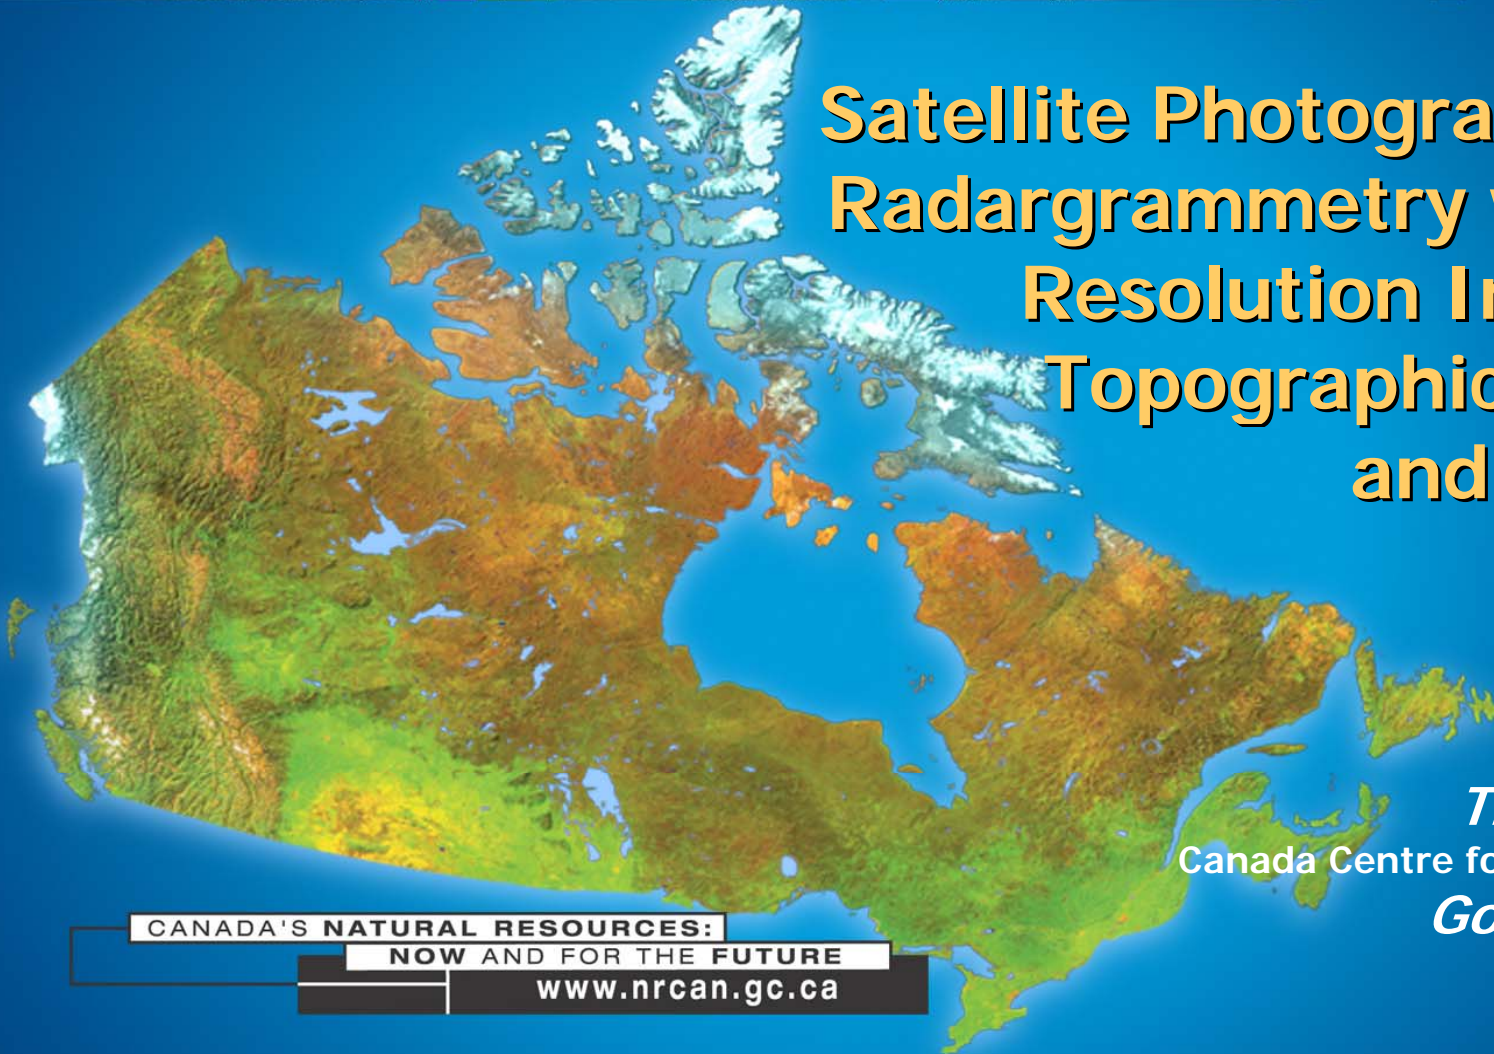 Satellite Photogra
Radargrammetry
Resolution
Topographic
and
Canada Centre fo
Go
CANADA'S NATURAL RESOURCES:
NOW AND FOR THE FUTURE
www.nrcan.gc.ca